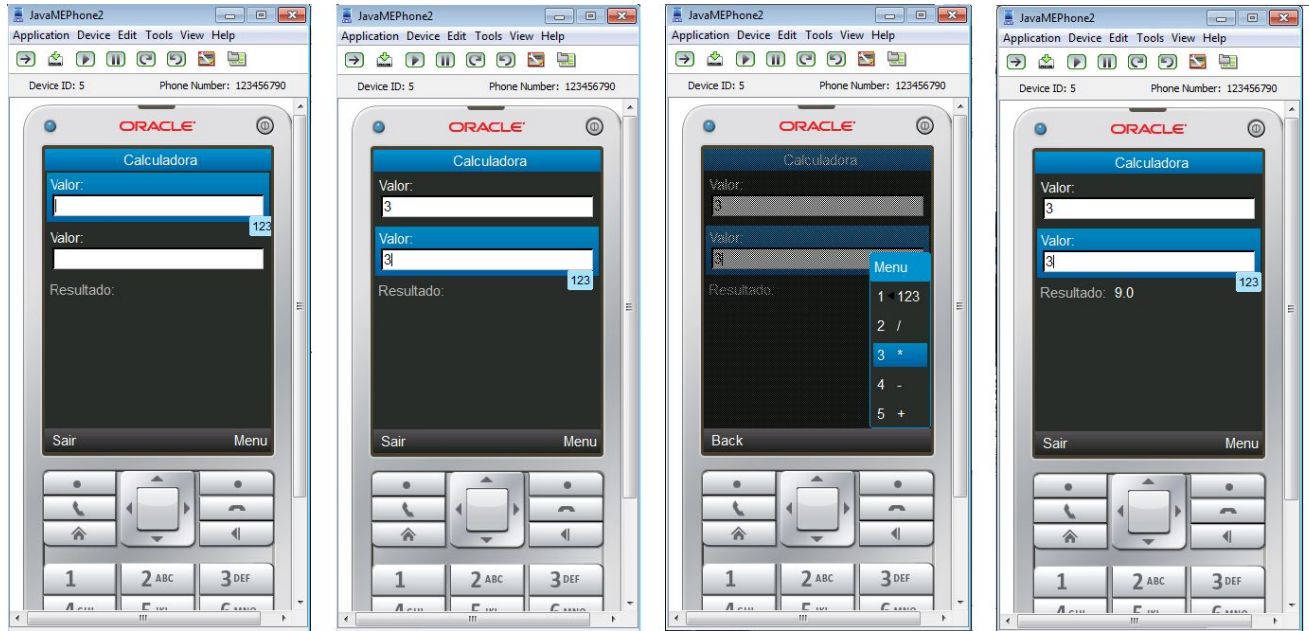 JavaMEPhone2
Application Device Edit Tools View Help
Device ID: 5 Phone Number: 123456790
ORACLE
Calculadora
Valor:
123
Valor:
Resultado:
Sair Menu
1 2 ABC 3 DEF
JavaMEPhone2
Application Device Edit Tools View Help
Device ID: 5 Phone Number: 123456790
ORACLE
Calculadora
Valor:
3
Valor:
3
123
Resultado:
Sair Menu
1 2 ABC 3 DEF
JavaMEPhone2
Application Device Edit Tools View Help
Device ID: 5 Phone Number: 123456790
ORACLE
Calculadora
Valor:
3
Valor:
3
Menu
Resultado:
1 123
2 /
3 *
4 -
5 +
Back
1 2 ABC 3 DEF
JavaMEPhone2
Application Device Edit Tools View Help
Device ID: 5 Phone Number: 123456790
ORACLE
Calculadora
Valor:
3
Valor:
3
123
Resultado: 9.0
Sair Menu
1 2 ABC 3 DEF